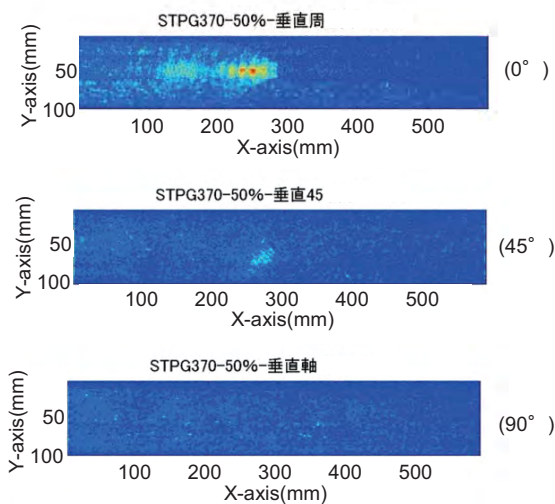 STPG370-50%-垂直周
Y-axis(mm)
50
100
(0°)
100 200 300 400 500
X-axis(mm)
STPG370-50%-垂直45
Y-axis(mm)
50
100
(45°)
100 200 300 400 500
X-axis(mm)
STPG370-50%-垂直軸
Y-axis(mm)
50
100
(90°)
100 200 300 400 500
X-axis(mm)